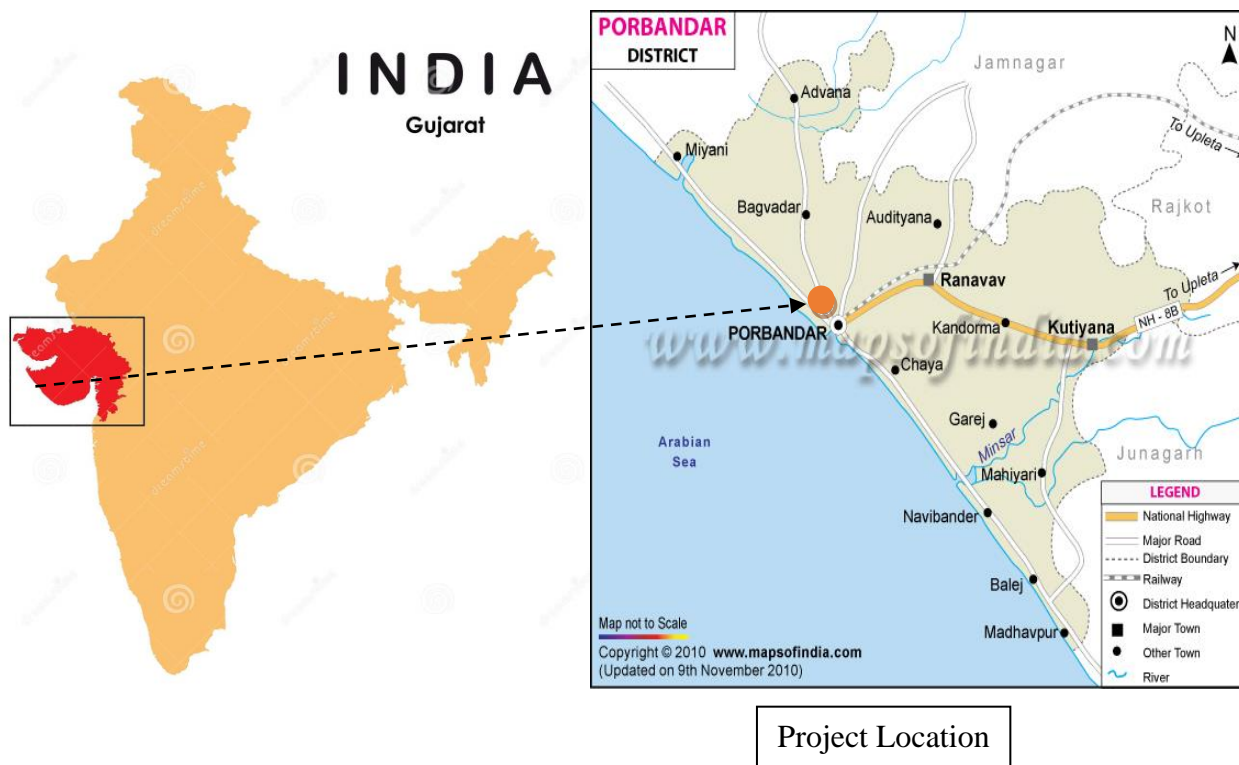 INDIA
Gujarat
PORBANDAR
DISTRICT
N
Jamnagar
Advana
To Upleta
Miyani
Bagvadar
Audityana
Rajkot
Ranavav
To Upleta
NH - 8B
PORBANDAR
Kandorma
Kutiyana
www.mapsofindia.com
Chaya
Garej
Arabian
Sea
Minsar
Junagarh
Mahiyari
Navibander
Balej
Madhavpur
LEGEND
National Highway
Major Road
District Boundary
Railway
District Headquater
Major Town
Other Town
River
Map not to Scale
Copyright © 2010 www.mapsofindia.com
(Updated on 9th November 2010)
Project Location
dreamstime